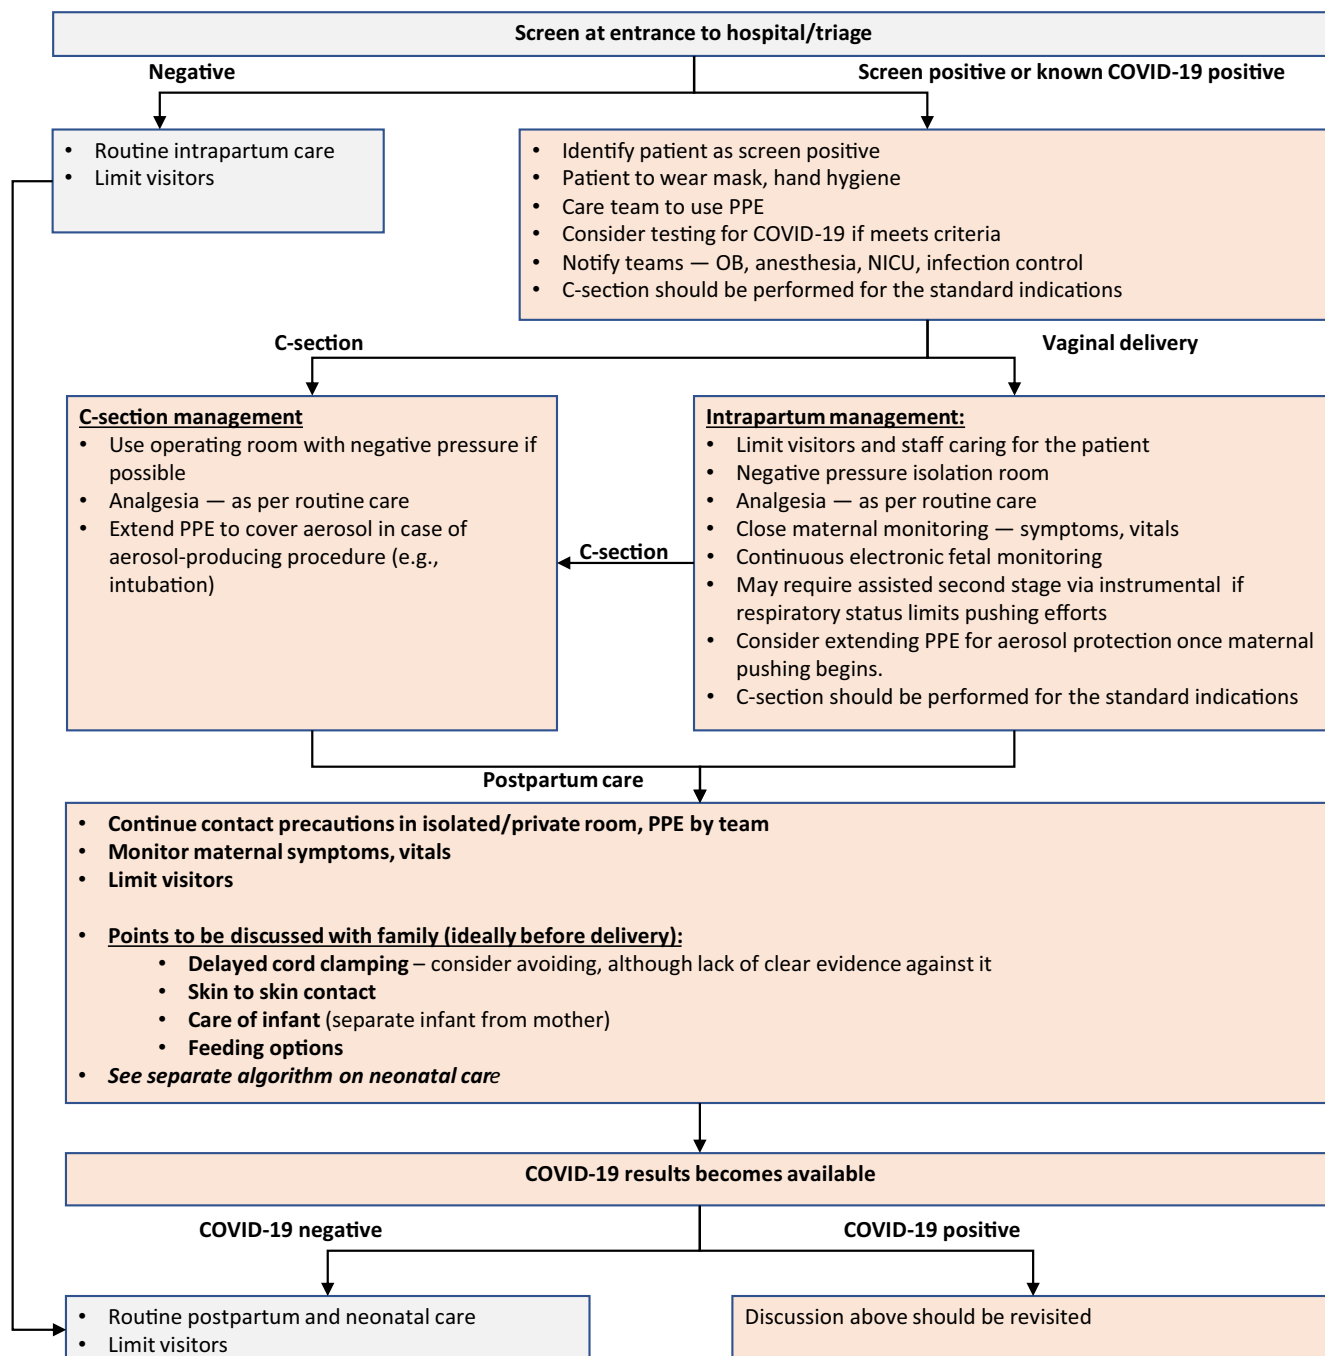 Screen at entrance to hospital/triage
Negative
Screen positive or known COVID-19 positive
• Routine intrapartum care
• Limit visitors
• Identify patient as screen positive
• Patient to wear mask, hand hygiene
• Care team to use PPE
• Consider testing for COVID-19 if meets criteria
• Notify teams — OB, anesthesia, NICU, infection control
• C-section should be performed for the standard indications
C-section
Vaginal delivery
C-section management
• Use operating room with negative pressure if
possible
• Analgesia — as per routine care
• Extend PPE to cover aerosol in case of
aerosol-producing procedure (e.g.,
intubation)
C-section
Intrapartum management:
• Limit visitors and staff caring for the patient
• Negative pressure isolation room
• Analgesia — as per routine care
• Close maternal monitoring — symptoms, vitals
• Continuous electronic fetal monitoring
• May require assisted second stage via instrumental if
respiratory status limits pushing efforts
• Consider extending PPE for aerosol protection once maternal
pushing begins.
• C-section should be performed for the standard indications
Postpartum care
• Continue contact precautions in isolated/private room, PPE by team
• Monitor maternal symptoms, vitals
• Limit visitors
• Points to be discussed with family (ideally before delivery):
• Delayed cord clamping – consider avoiding, although lack of clear evidence against it
• Skin to skin contact
• Care of infant (separate infant from mother)
• Feeding options
• See separate algorithm on neonatal care
COVID-19 results becomes available
COVID-19 negative
COVID-19 positive
• Routine postpartum and neonatal care
• Limit visitors
Discussion above should be revisited